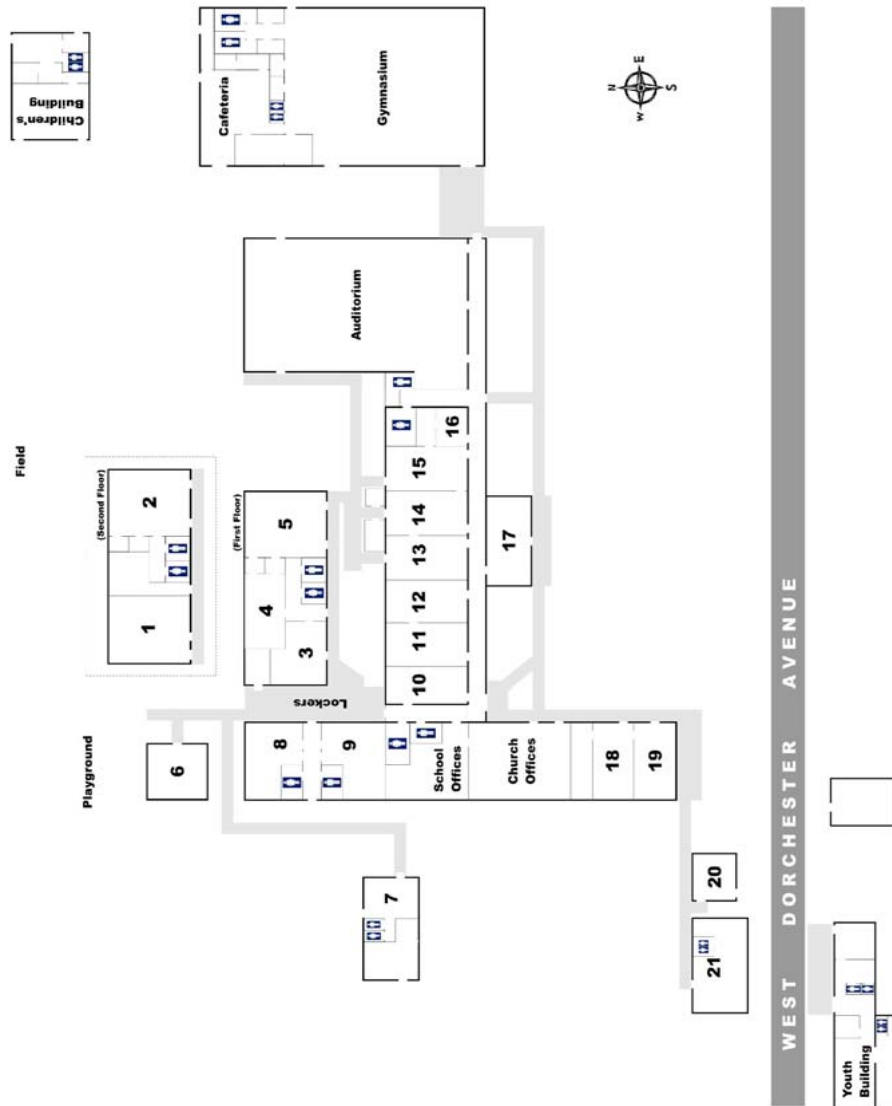 Children's
Building
Field
Playground
(Second Floor)
1
2
6
Cafeteria
Gymnasium
(First Floor)
3
4
5
Lockers
8
9
Auditorium
7
10
11
12
13
14
15
16
School
Offices
Church
Offices
17
18
19
N
E
S
W
20
21
WEST DORCHESTER AVENUE
Youth
Building